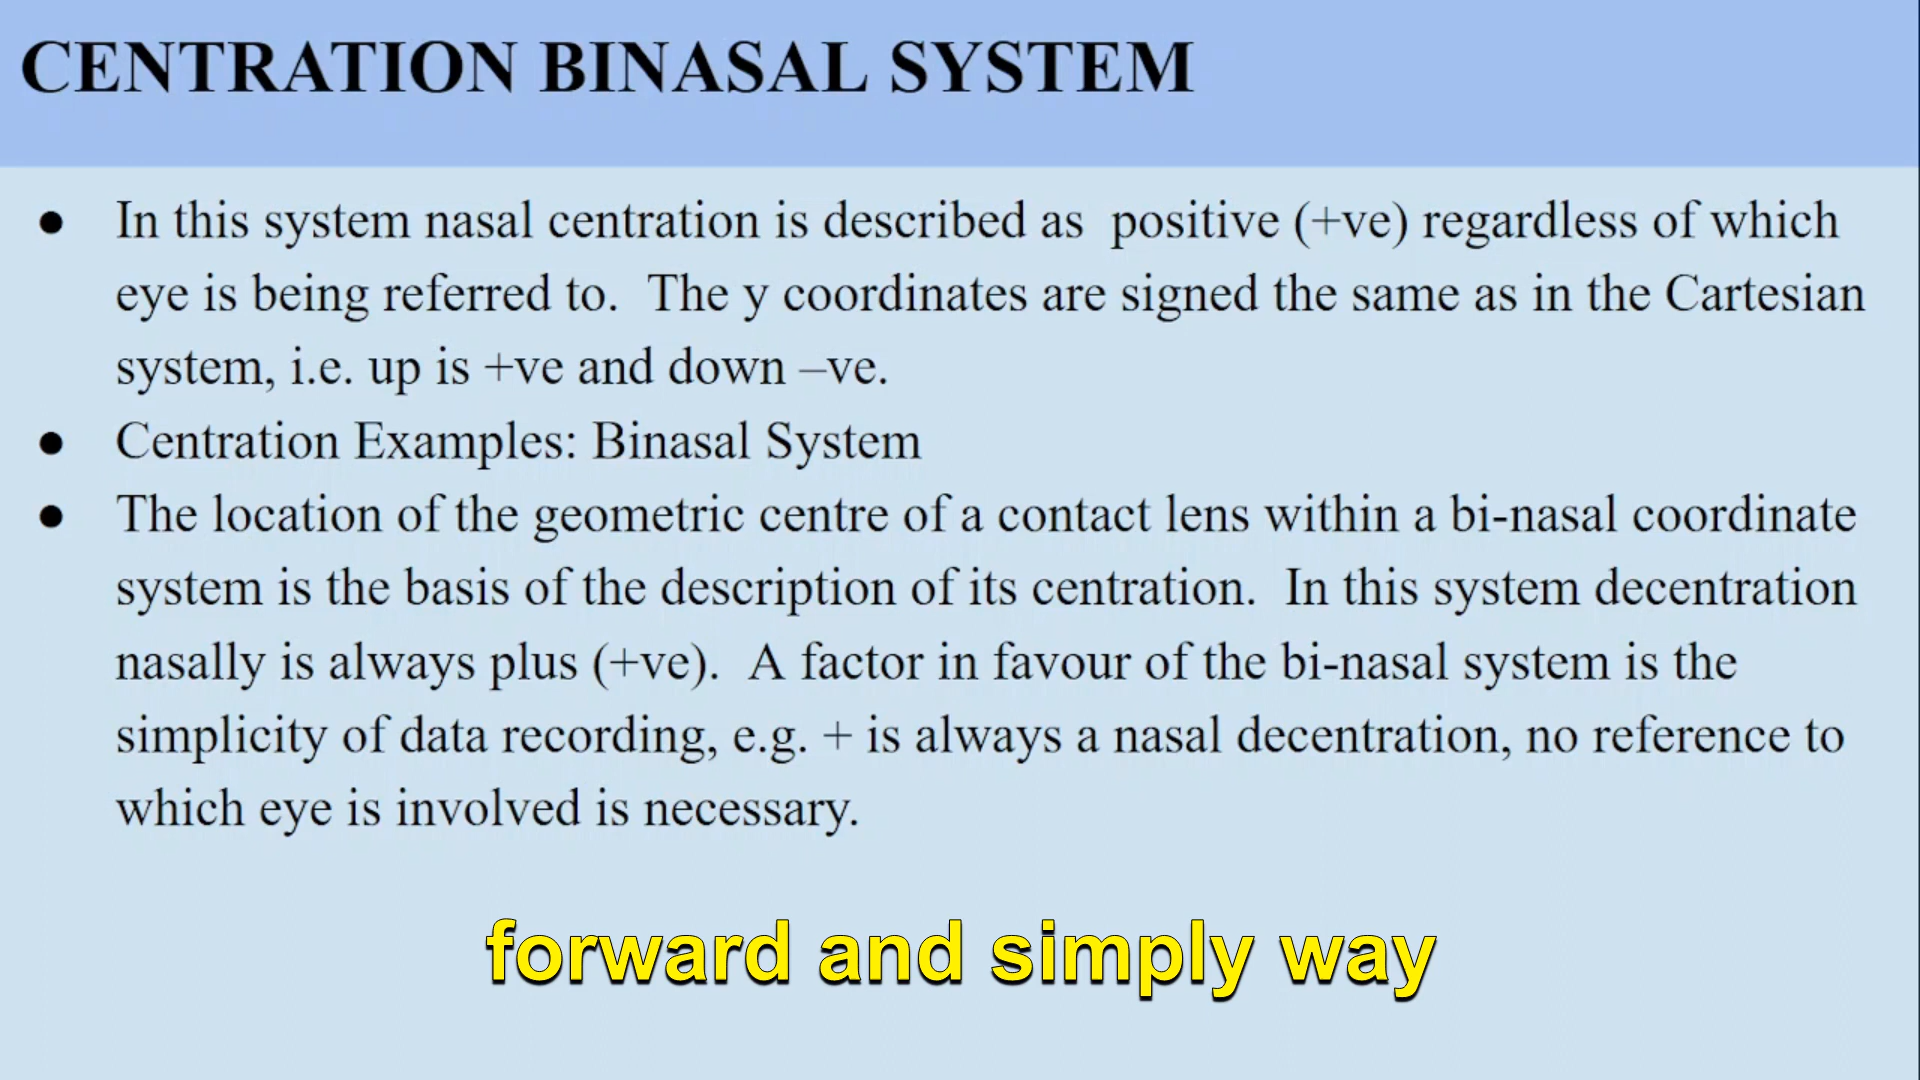 CENTRATION BINASAL SYSTEM
● In this system nasal centration is described as  positive (+ve) regardless of which
eye is being referred to.  The y coordinates are signed the same as in the Cartesian
system, i.e. up is +ve and down –ve.
● Centration Examples: Binasal System
● The location of the geometric centre of a contact lens within a bi-nasal coordinate
system is the basis of the description of its centration.  In this system decentration
nasally is always plus (+ve).  A factor in favour of the bi-nasal system is the
simplicity of data recording, e.g. + is always a nasal decentration, no reference to
which eye is involved is necessary.
forward and simply way